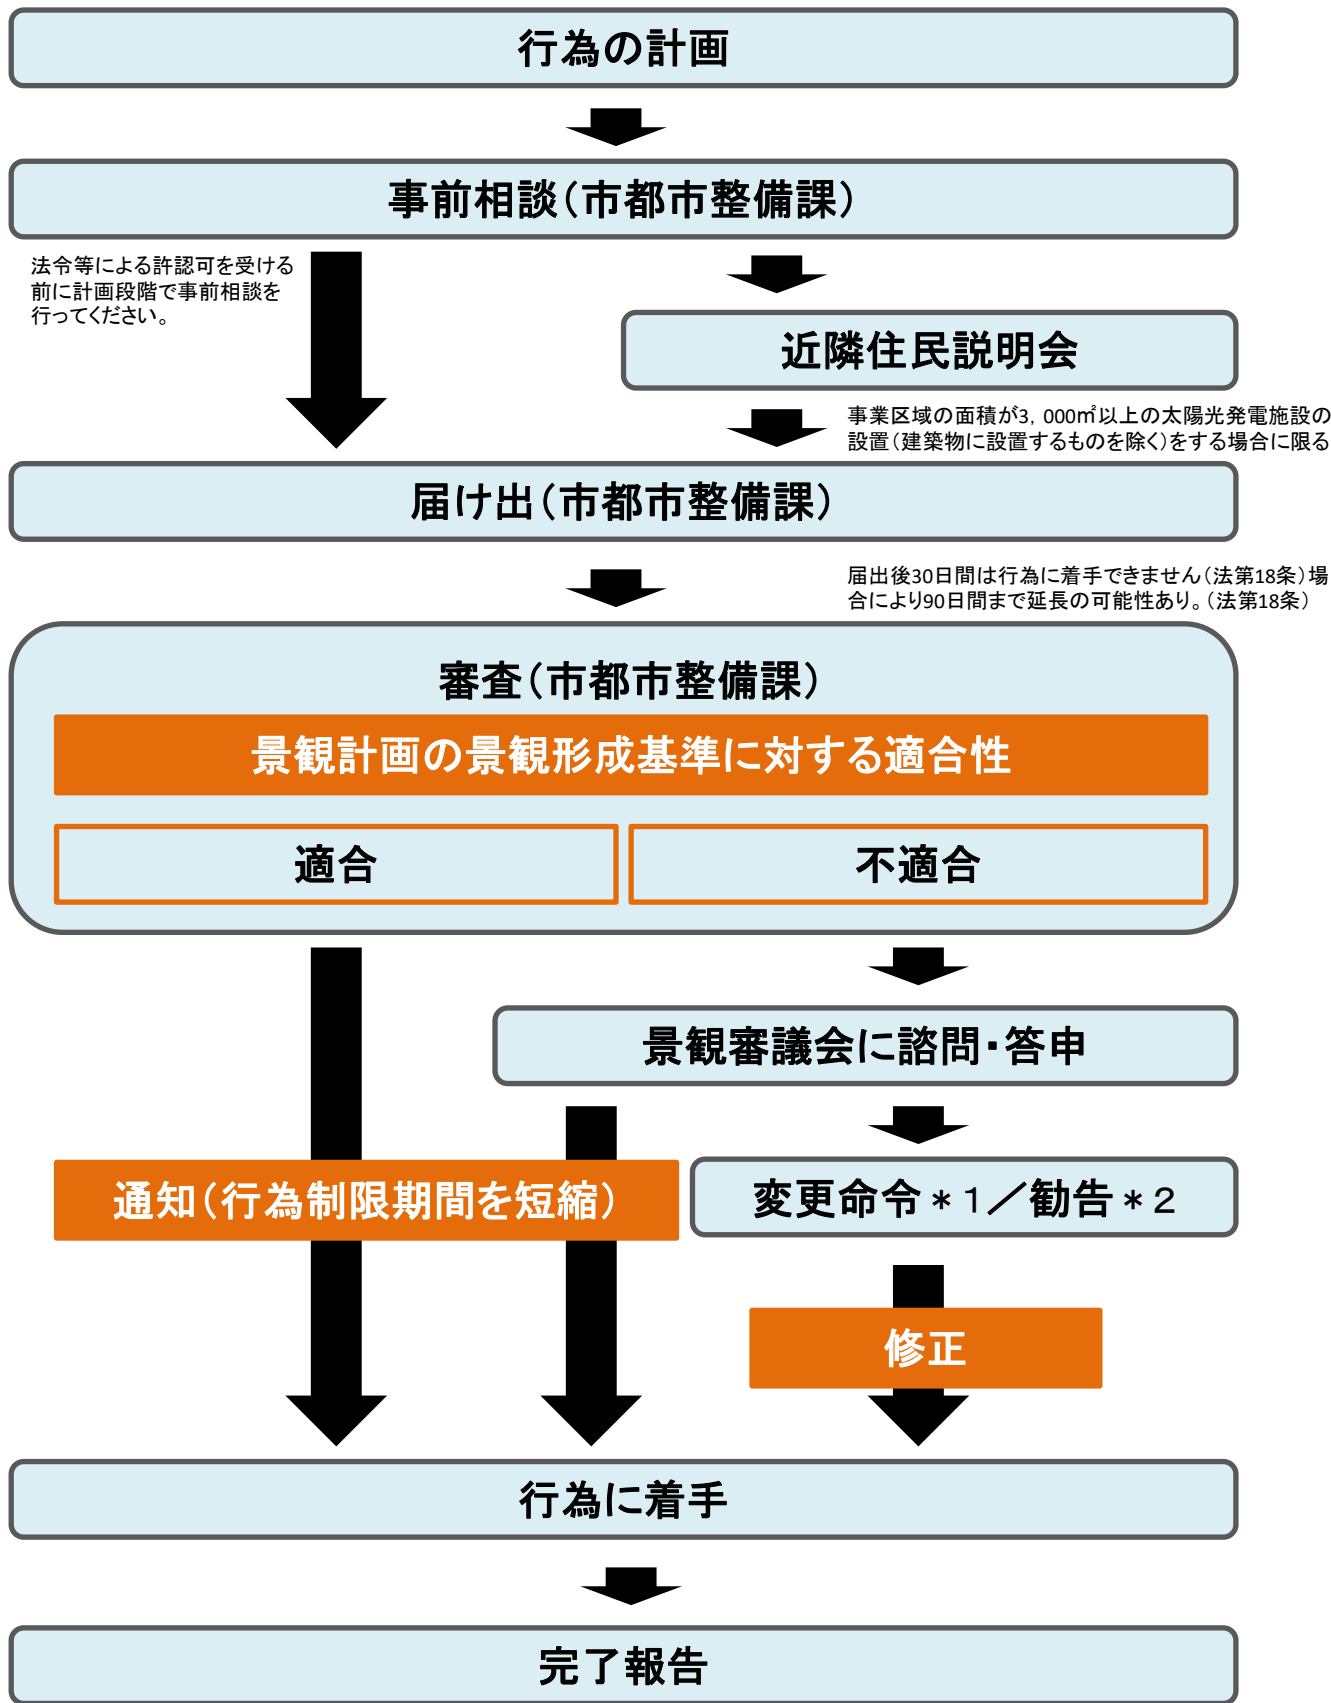 行為の計画
事前相談(市都市整備課)
法令等による許認可を受ける
前に計画段階で事前相談を
行ってください。
近隣住民説明会
事業区域の面積が3,000㎡以上の太陽光発電施設の
設置(建築物に設置するものを除く)をする場合に限る
届け出(市都市整備課)
届出後30日間は行為に着手できません(法第18条)場
合により90日間まで延長の可能性あり。(法第18条)
審査(市都市整備課)
景観計画の景観形成基準に対する適合性
適合
不適合
景観審議会に諮問・答申
通知(行為制限期間を短縮)
変更命令*1/勧告*2
修正
行為に着手
完了報告